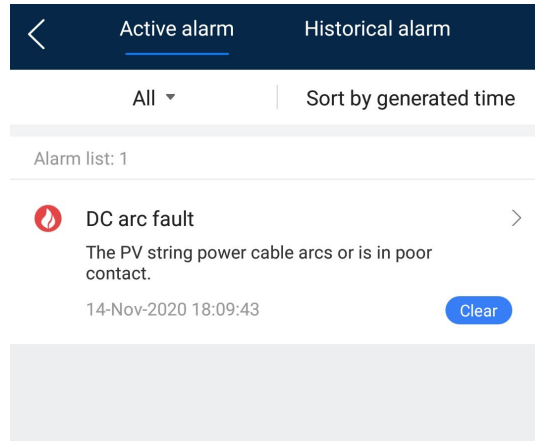 Active alarm Historical alarm
All Sort by generated time
Alarm list: 1
DC arc fault
The PV string power cable arcs or is in poor
contact.
14-Nov-2020 18:09:43 Clear